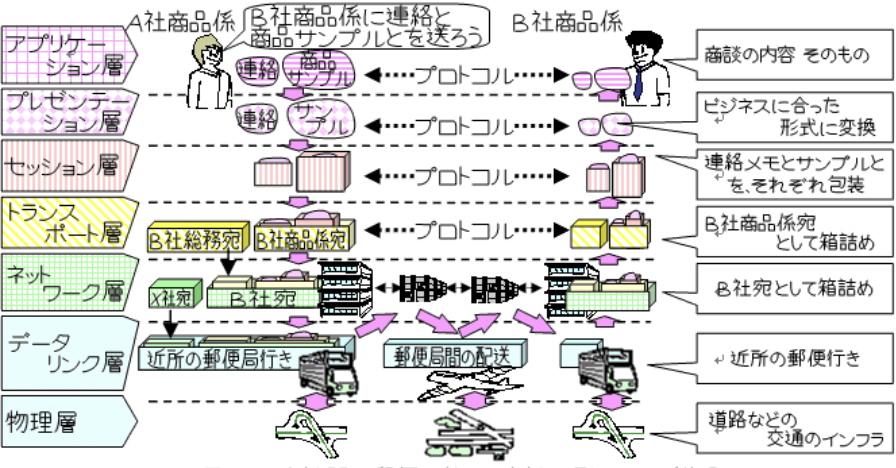 A社商品係
B社商品係に連絡と
商品サンプルとを送ろう
B社商品係
アプリケー
ション層
連絡
商品
サンプル
プロトコル
商談の内容 そのもの
プレゼンテー
ション層
連絡
サン
プル
プロトコル
ビジネスに合った
形式に変換
セッション層
プロトコル
連絡メモとサンプルと
を、それぞれ包装
トランス
ポート層
B社総務宛
B社商品係宛
プロトコル
B社商品係宛
として箱詰め
ネット
ワーク層
X社宛
B社宛
B社宛として箱詰め
データ
リンク層
近所の郵便局行き
郵便局間の配送
近所の郵便行き
物理層
道路などの
交通のインフラ